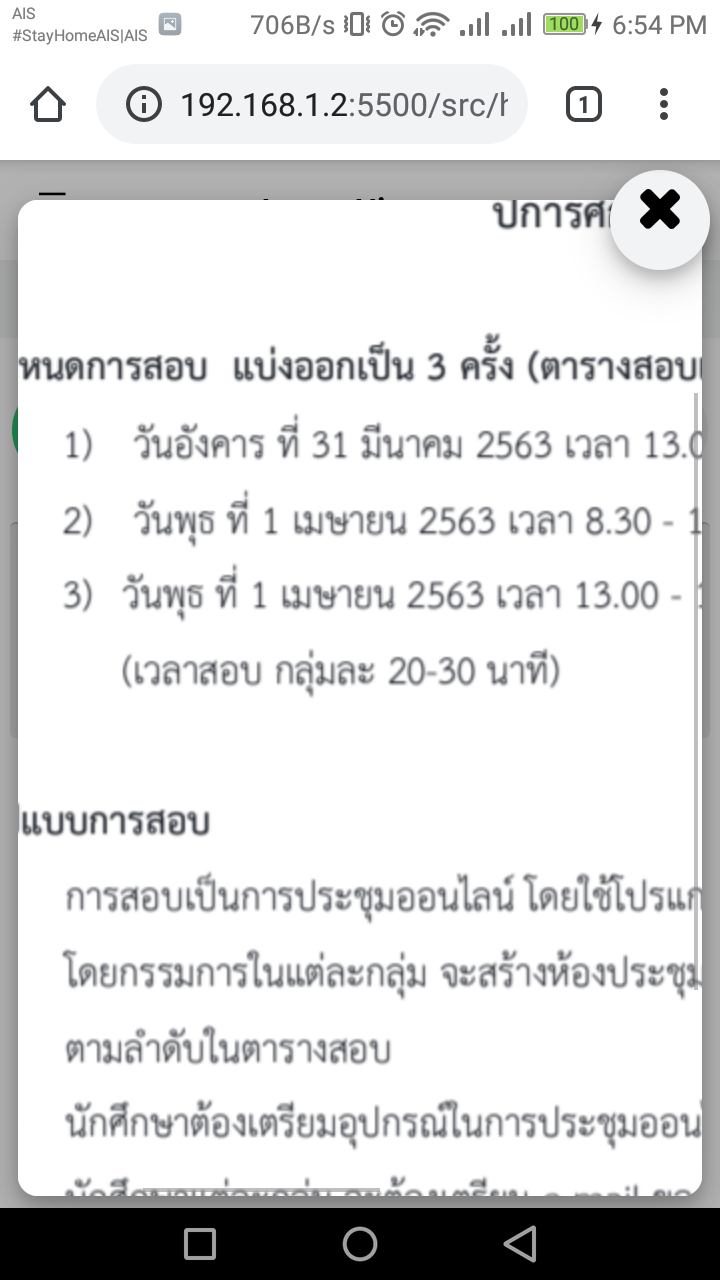 AIS
#StayHomeAIS|AIS
706B/s
100
6:54 PM
192.168.1.2:5500/src/
1
ปการศ
หนดการสอบ แบ่งออกเป็น 3 ครั้ง (ตารางสอบ
1) วันอังคาร ที่ 31 มีนาคม 2563 เวลา 13.0
2) วันพุธ ที่ 1 เมษายน 2563 เวลา 8.30 - 1
3) วันพุธ ที่ 1 เมษายน 2563 เวลา 13.00 -
(เวลาสอบ กลุ่มละ 20-30 นาที)
แบบการสอบ
การสอบเป็นการประชุมออนไลน์ โดยใช้โปรแก
โดยกรรมการในแต่ละกลุ่ม จะสร้างห้องประชุม
ตามลำดับในตารางสอบ
นักศึกษาต้องเตรียมอุปกรณ์ในการประชุมออน